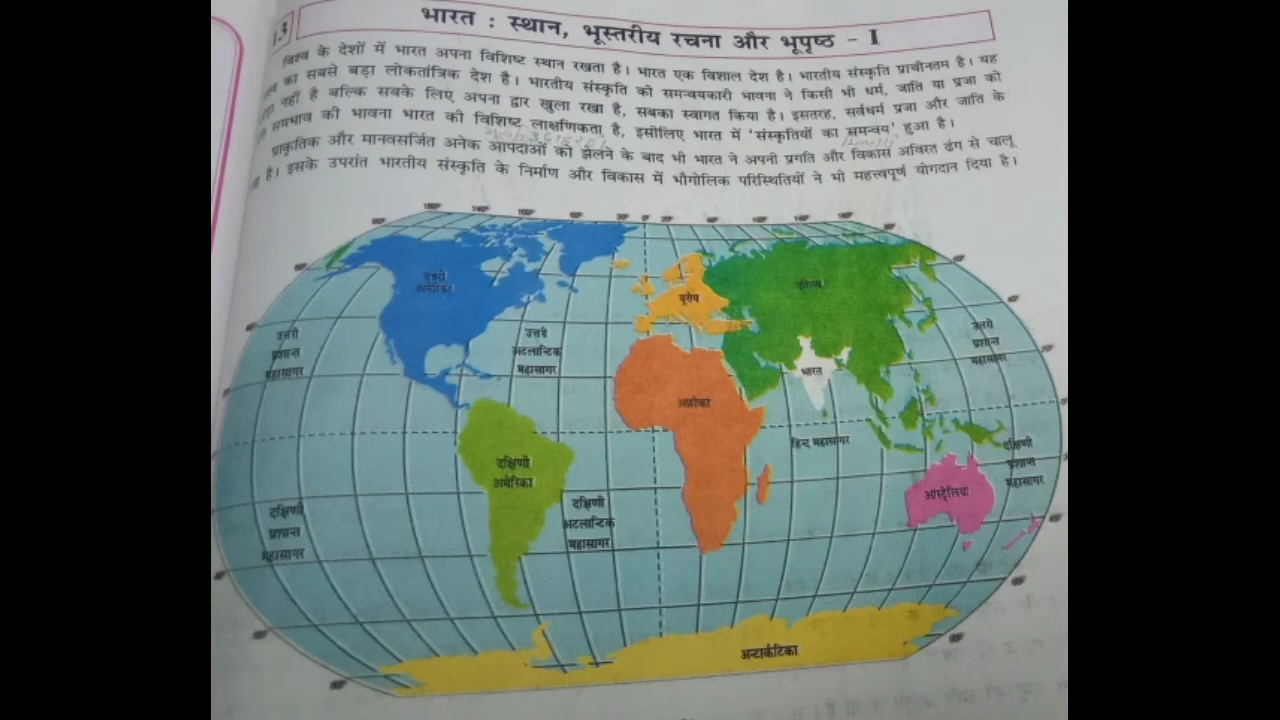 13
भारत : स्थान, भूस्तरीय रचना और भूपृष्ठ - I
विश्व के देशों में भारत अपना विशिष्ट स्थान रखता है। भारत एक विशाल देश है। भारतीय संस्कृति प्राचीनतम है। यह
का सबसे बड़ा लोकतांत्रिक देश है। भारतीय संस्कृति को समन्वयकारी भावना ने किसी भी धर्म, जाति या प्रजा को
नहीं है बल्कि सबके लिए अपना द्वार खुला रखा है, सबका स्वागत किया है। इसतरह, सर्वधर्म प्रजा और जाति के
समभाव की भावना भारत की विशिष्ट लाक्षणिकता है, इसीलिए भारत में 'संस्कृतियों का समन्वय' हुआ है।
प्राकृतिक और मानवसर्जित अनेक आपदाओं को झेलने के बाद भी भारत ने अपनी प्रगति और विकास अविरत ढंग से चालू
है। इसके उपरांत भारतीय संस्कृति के निर्माण और विकास में भौगोलिक परिस्थितियों ने भी महत्त्वपूर्ण योगदान दिया है।
उत्तरी
अमेरिका
यूरोप
एशिया
उत्तरी
प्रशान्त
महासागर
उत्तरी
अटलान्टिक
महासागर
उत्तरी
प्रशान्त
महासागर
भारत
अफ्रीका
हिन्द महासागर
दक्षिणी
अमेरिका
दक्षिणी
प्रशान्त
महासागर
आस्ट्रेलिया
दक्षिणी
प्रशान्त
महासागर
दक्षिणी
अटलान्टिक
महासागर
अन्टार्कटिका